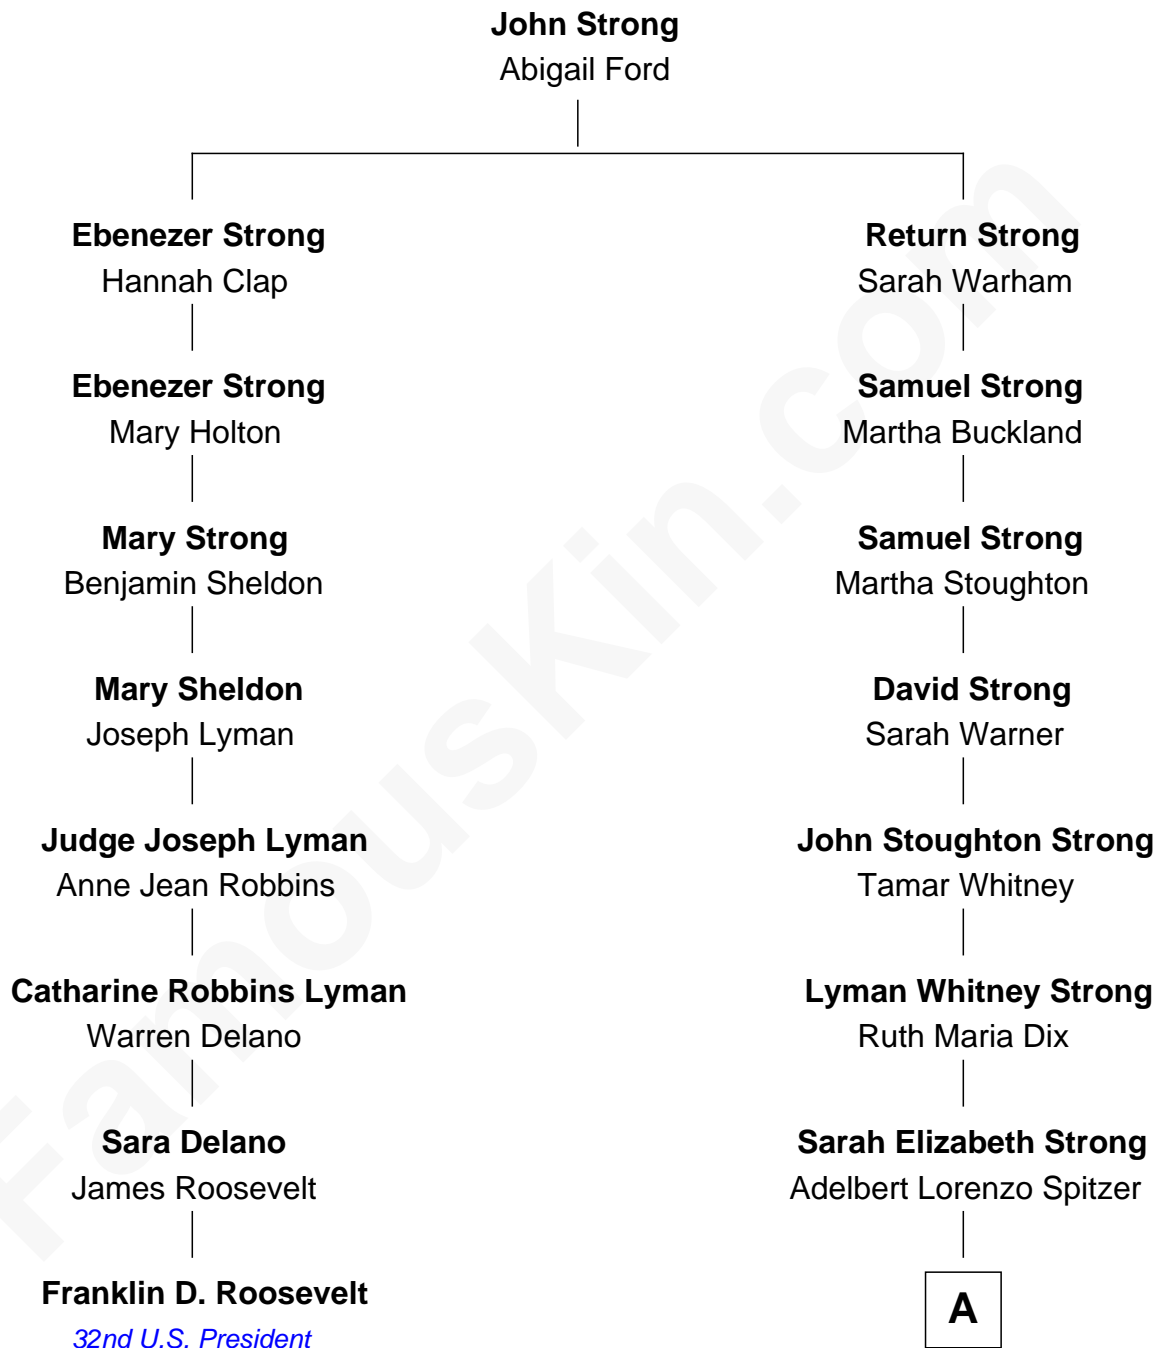 John Strong
Abigail Ford
Ebenezer Strong
Hannah Clap
Return Strong
Sarah Warham
Ebenezer Strong
Mary Holton
Samuel Strong
Martha Buckland
Mary Strong
Benjamin Sheldon
Samuel Strong
Martha Stoughton
Mary Sheldon
Joseph Lyman
David Strong
Sarah Warner
Judge Joseph Lyman
Anne Jean Robbins
John Stoughton Strong
Tamar Whitney
Catharine Robbins Lyman
Warren Delano
Lyman Whitney Strong
Ruth Maria Dix
Sara Delano
James Roosevelt
Sarah Elizabeth Strong
Adelbert Lorenzo Spitzer
Franklin D. Roosevelt
32nd U.S. President
A
FamousKin.com